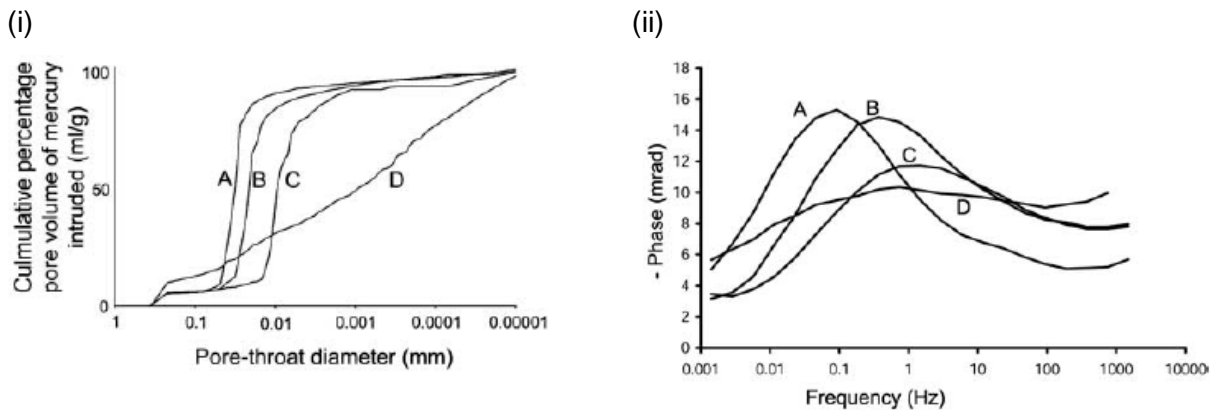 (i)
Culmulative percentage
pore volume of mercury
intruded (ml/g)
100
50
0
A
B
C
D
1
0.1
0.01
0.001
0.0001
0.00001
Pore-throat diameter (mm)
(ii)
- Phase (mrad)
18
16
14
12
10
8
6
4
2
0
A
B
C
D
0.001
0.01
0.1
1
10
100
1000
10000
Frequency (Hz)